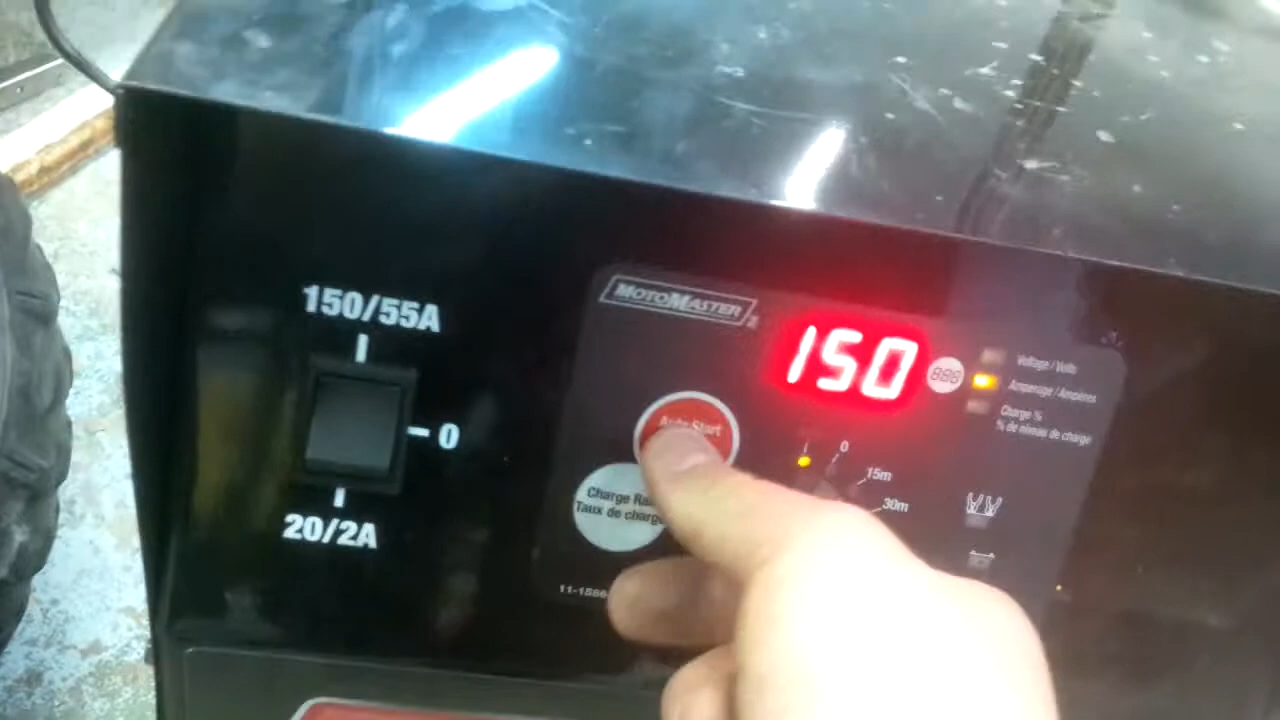 150/55A
0
20/2A
MOTOMASTER
150
888
Voltage / Volts
Amperage / Ampères
Charge %
% de niveau de charge
Auto Start
Charge
Taux de charge
0
15m
30m